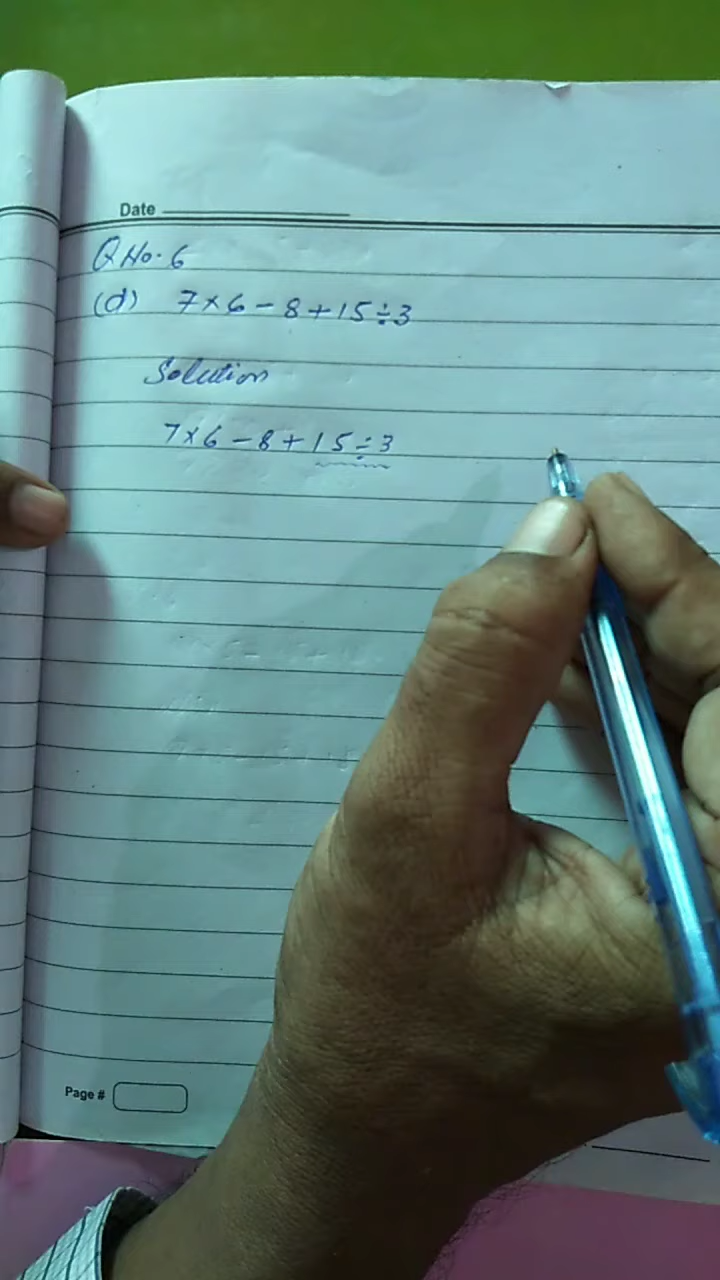 Date
Q No. 6
(d) 7×6-8+15÷3
Solution
7×6-8+15÷3
Page #